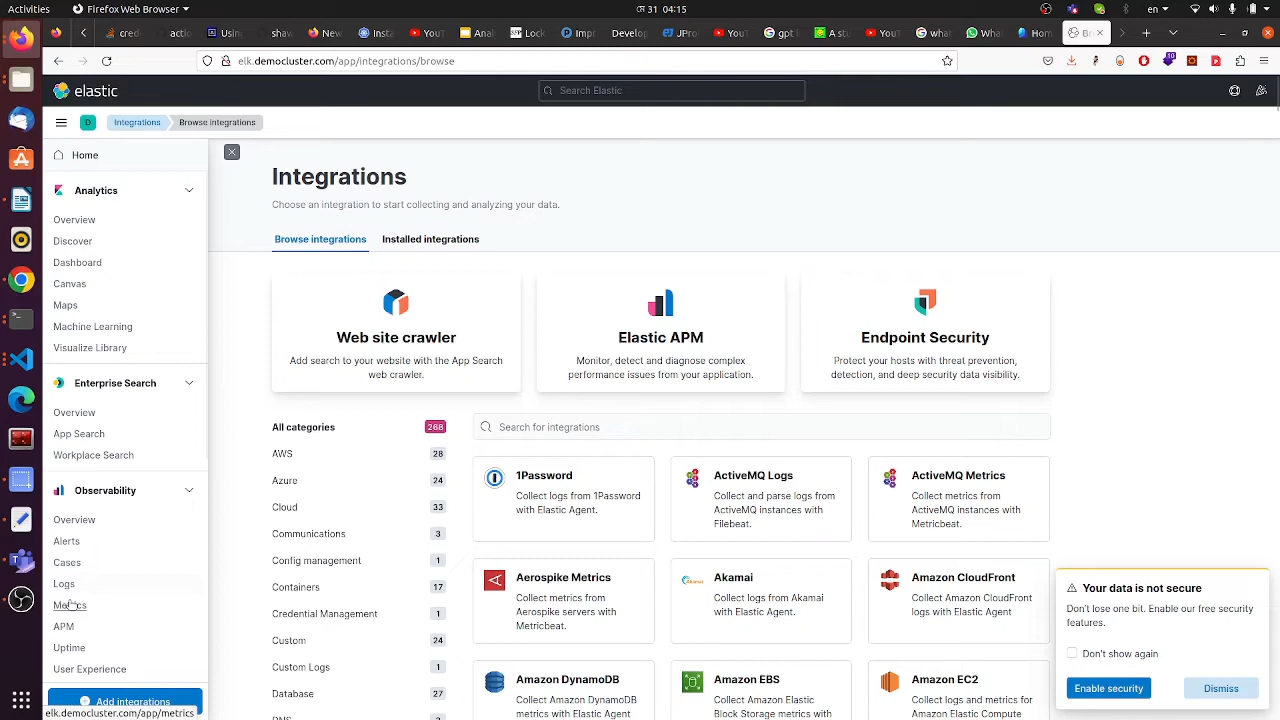 Activities
Firefox Web Browser
31 04:15
en
YouT
YouT
YouT
New
Develop
elk.democluster.com/app/integrations/browse
10
elastic
Search Elastic
D
Integrations
Browse integrations
Home
Analytics
Overview
Discover
Dashboard
Canvas
Maps
Machine Learning
Visualize Library
Enterprise Search
Overview
App Search
Workplace Search
Observability
Overview
Alerts
Cases
Logs
Metrics
APM
Uptime
User Experience
Add integrations
elk.democluster.com/app/metrics
Integrations
Choose an integration to start collecting and analyzing your data.
Browse integrations
Installed integrations
Web site crawler
Add search to your website with the App Search
web crawler.
Elastic APM
Monitor, detect and diagnose complex
performance issues from your application.
Endpoint Security
Protect your hosts with threat prevention,
detection, and deep security data visibility.
All categories 268
AWS 28
Azure 24
Cloud 33
Communications 3
Config management 1
Containers 17
Credential Management 1
Custom 24
Custom Logs 1
Database 27
Search for integrations
1Password
Collect logs from 1Password
with Elastic Agent.
ActiveMQ Logs
Collect and parse logs from
ActiveMQ instances with
Filebeat.
ActiveMQ Metrics
Collect metrics from
ActiveMQ instances with
Metricbeat.
Aerospike Metrics
Collect metrics from
Aerospike servers with
Metricbeat.
Akamai
Collect logs from Akamai
with Elastic Agent.
Amazon CloudFront
Collect Amazon CloudFront
logs with Elastic Agent
Amazon DynamoDB
Collect Amazon DynamoDB
metrics with Elastic Agent
Amazon EBS
Collect Amazon Elastic
Block Storage metrics with
Amazon EC2
Collect logs and metrics for
Amazon Elastic Compute
Your data is not secure
Don't lose one bit. Enable our free security
features.
Don't show again
Enable security
Dismiss